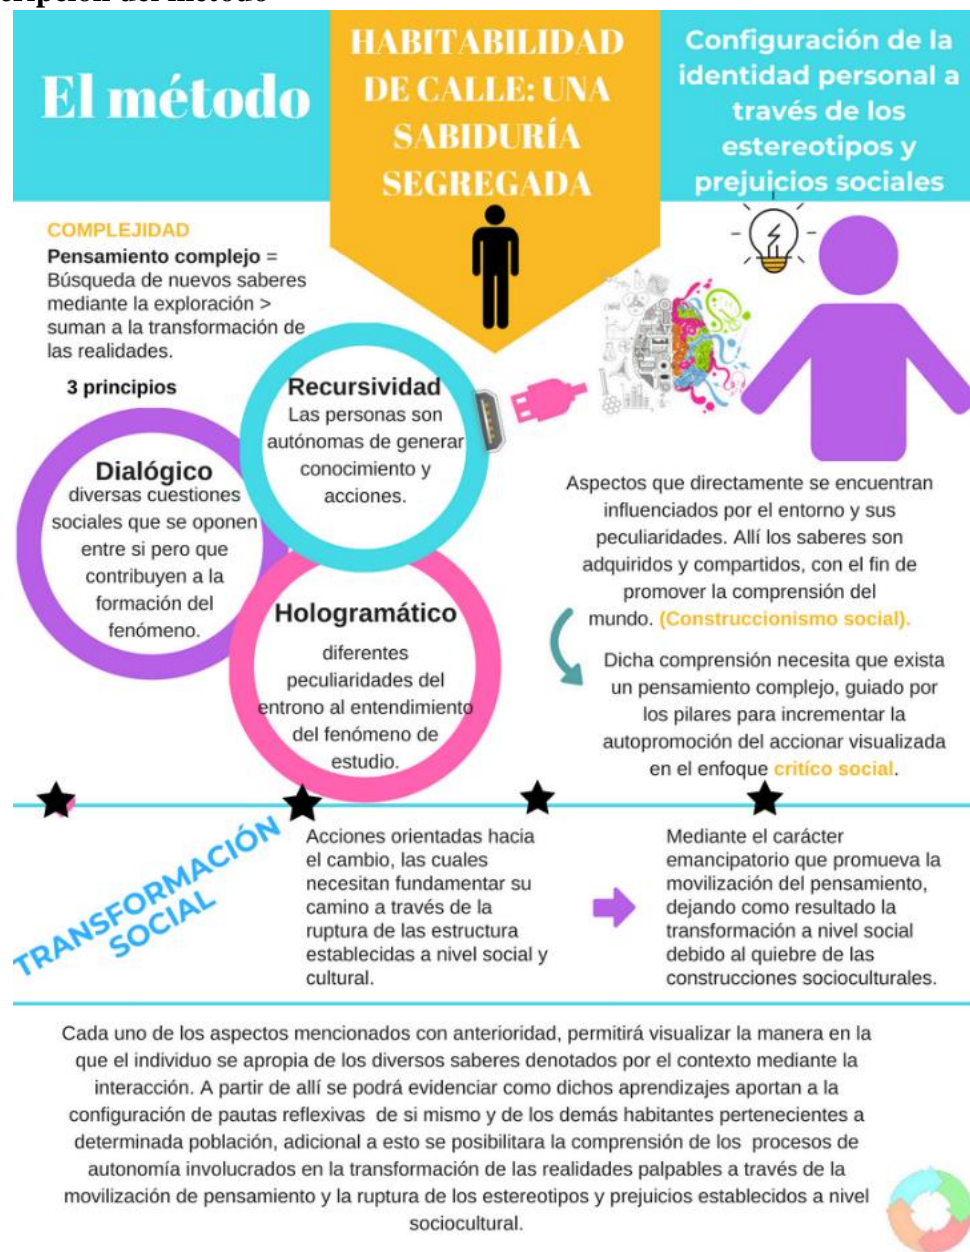 cripción del método
El método
HABITABILIDAD
DE CALLE: UNA
SABIDURÍA
SEGREGADA
Configuración de la
identidad personal a
través de los
estereotipos y
prejuicios sociales
COMPLEJIDAD
Pensamiento complejo =
Búsqueda de nuevos saberes
mediante la exploración >
suman a la transformación de
las realidades.
3 principios
Recursividad
Las personas son
autónomas de generar
conocimiento y
acciones.
Dialógico
diversas cuestiones
sociales que se oponen
entre si pero que
contribuyen a la
formación del
fenómeno.
Hologramático
diferentes
peculiaridades del
entrono al entendimiento
del fenómeno de
estudio.
Aspectos que directamente se encuentran
influenciados por el entorno y sus
peculiaridades. Allí los saberes son
adquiridos y compartidos, con el fin de
promover la comprensión del
mundo. (Construccionismo social).
Dicha comprensión necesita que exista
un pensamiento complejo, guiado por
los pilares para incrementar la
autopromoción del accionar visualizada
en el enfoque critíco social.
TRANSFORMACIÓN
SOCIAL
Acciones orientadas hacia
el cambio, las cuales
necesitan fundamentar su
camino a través de la
ruptura de las estructura
establecidas a nivel social y
cultural.
Mediante el carácter
emancipatorio que promueva la
movilización del pensamiento,
dejando como resultado la
transformación a nivel social
debido al quiebre de las
construcciones socioculturales.
Cada uno de los aspectos mencionados con anterioridad, permitirá visualizar la manera en la
que el individuo se apropia de los diversos saberes denotados por el contexto mediante la
interacción. A partir de allí se podrá evidenciar como dichos aprendizajes aportan a la
configuración de pautas reflexivas de si mismo y de los demás habitantes pertenecientes a
determinada población, adicional a esto se posibilitara la comprensión de los procesos de
autonomía involucrados en la transformación de las realidades palpables a través de la
movilización de pensamiento y la ruptura de los estereotipos y prejuicios establecidos a nivel
sociocultural.